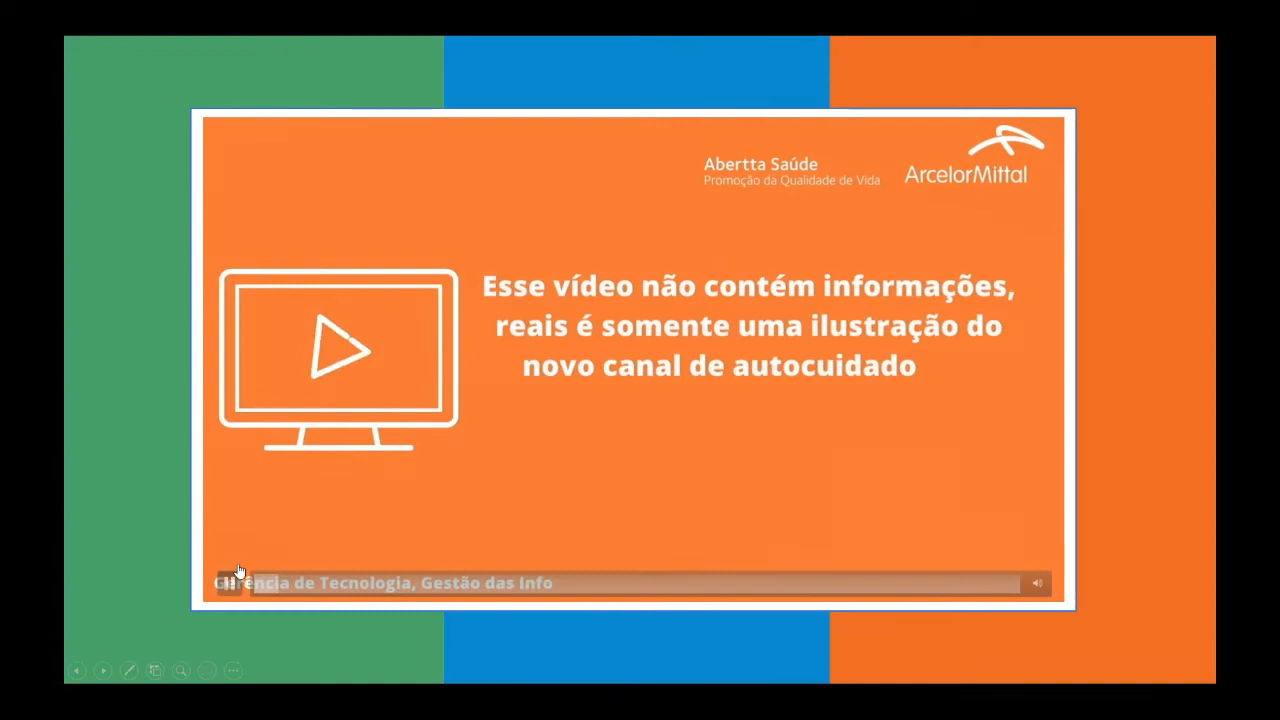 Abertta Saúde
Promoção da Qualidade de Vida
ArcelorMittal
Esse vídeo não contém informações,
reais é somente uma ilustração do
novo canal de autocuidado
Gerência de Tecnologia, Gestão das Info